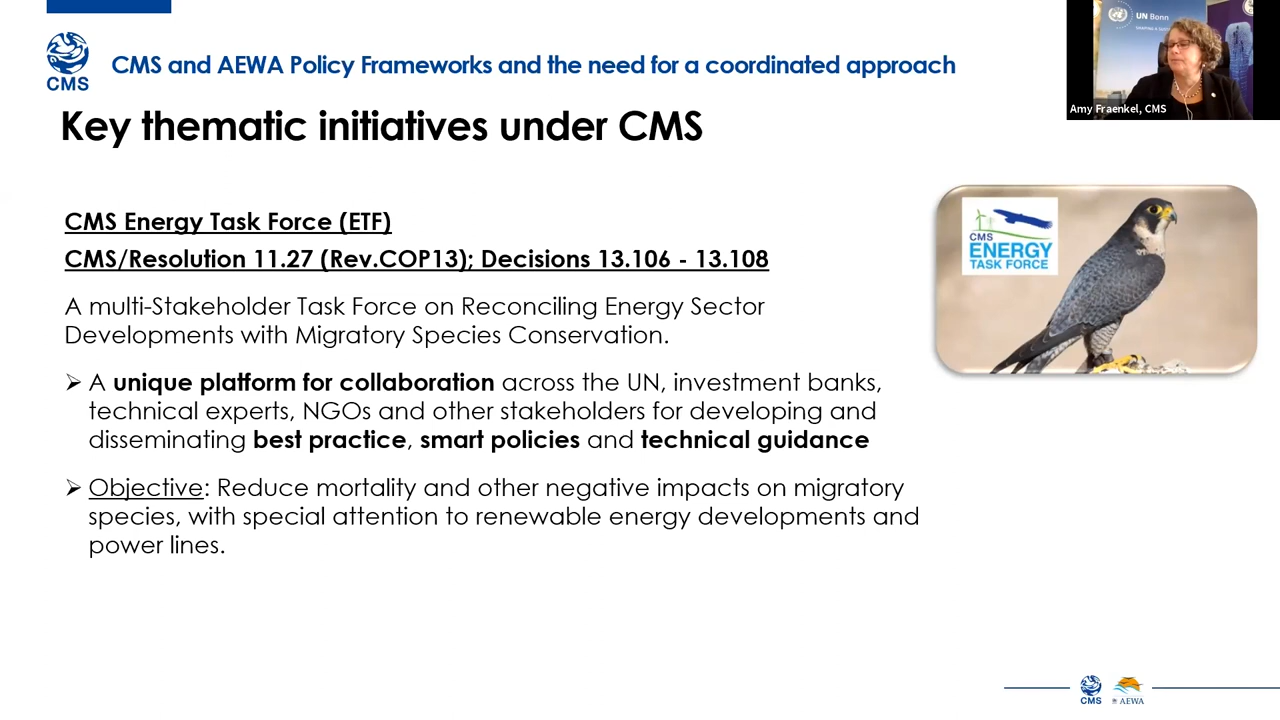 CMS
CMS and AEWA Policy Frameworks and the need for a coordinated approach
UN Bonn
Amy Fraenkel, CMS
Key thematic initiatives under CMS
CMS Energy Task Force (ETF)
CMS/Resolution 11.27 (Rev.COP13); Decisions 13.106 - 13.108
A multi-Stakeholder Task Force on Reconciling Energy Sector
Developments with Migratory Species Conservation.
➢ A unique platform for collaboration across the UN, investment banks,
technical experts, NGOs and other stakeholders for developing and
disseminating best practice, smart policies and technical guidance
➢ Objective: Reduce mortality and other negative impacts on migratory
species, with special attention to renewable energy developments and
power lines.
CMS
ENERGY
TASK FORCE
CMS
AEWA